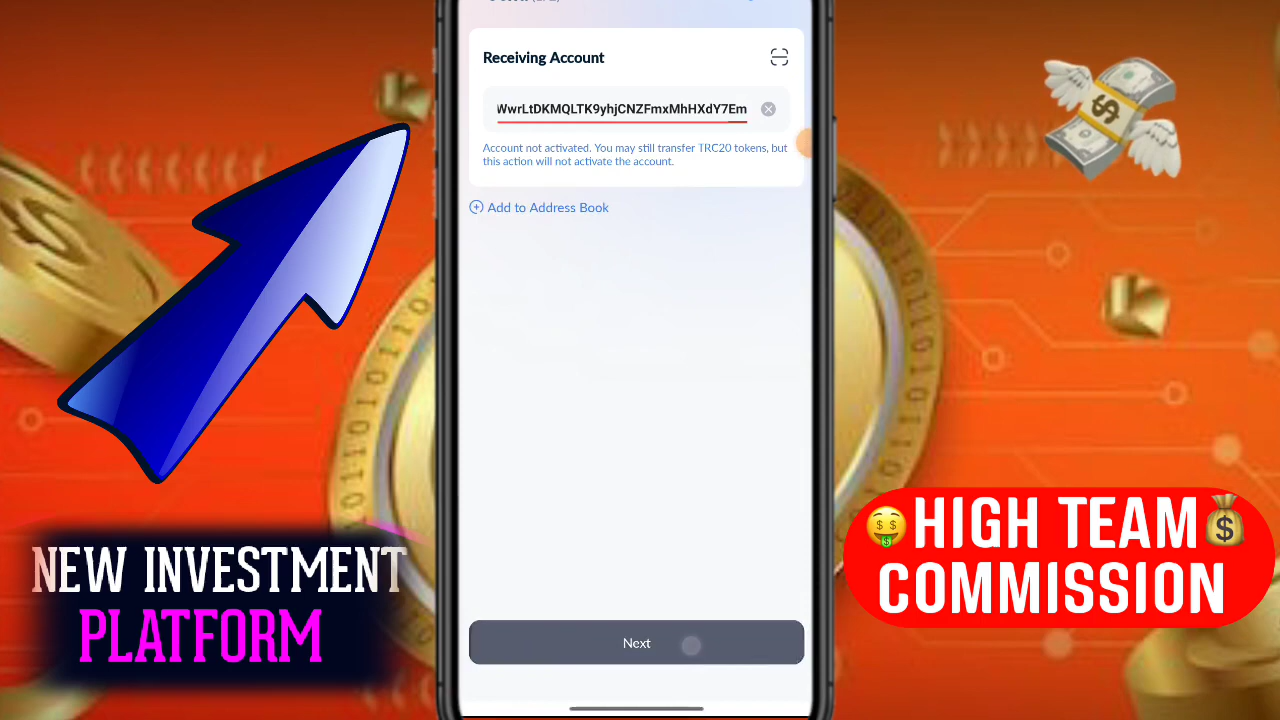 Receiving Account
WwrLtDKMQLTK9yhjCNZFmxMhHXdY7Em
Account not activated. You may still transfer TRC20 tokens, but
this action will not activate the account.
Add to Address Book
NEW INVESTMENT
PLATFORM
HIGH TEAM
COMMISSION
Next